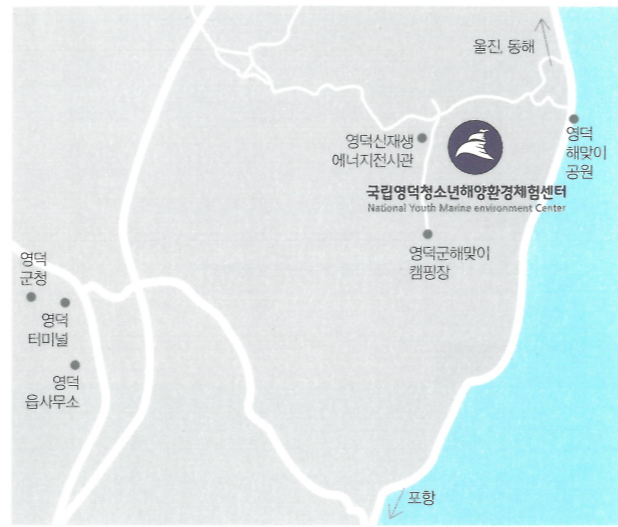 울진, 동해
영덕신재생
에너지전시관
영덕
해맞이
공원
국립영덕청소년해양환경체험센터
National Youth Marine environment Center
영덕군해맞이
캠핑장
영덕
군청
영덕
터미널
영덕
읍사무소
포항